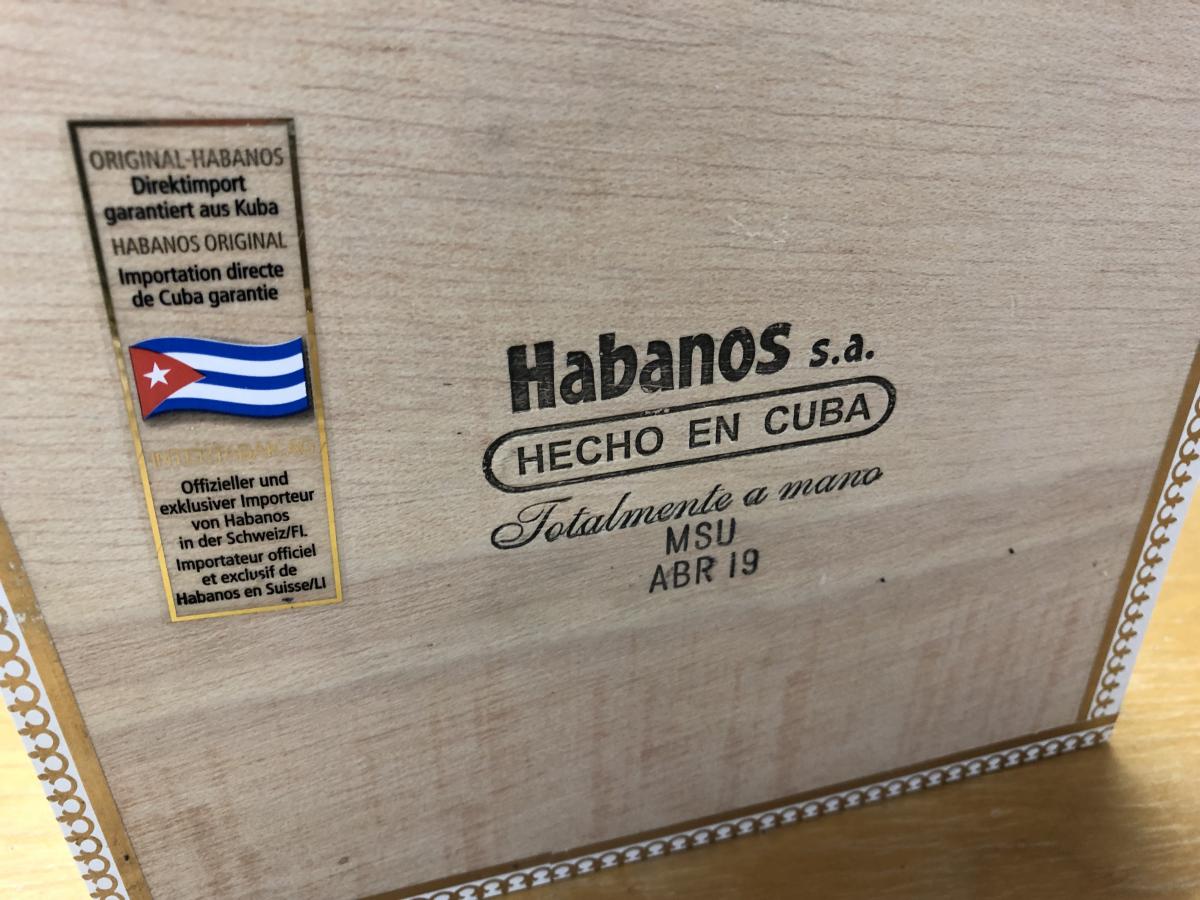 ORIGINAL-HABANOS
Direktimport
garantiert aus Kuba
HABANOS ORIGINAL
Importation directe
de Cuba garantie
INTERTABAK AG
Offizieller und
exklusiver Importeur
von Habanos
in der Schweiz/FL
Importateur officiel
et exclusif de
Habanos en Suisse/LI
Habanos s.a.
HECHO EN CUBA
Totalmente a mano
MSU
ABR 19